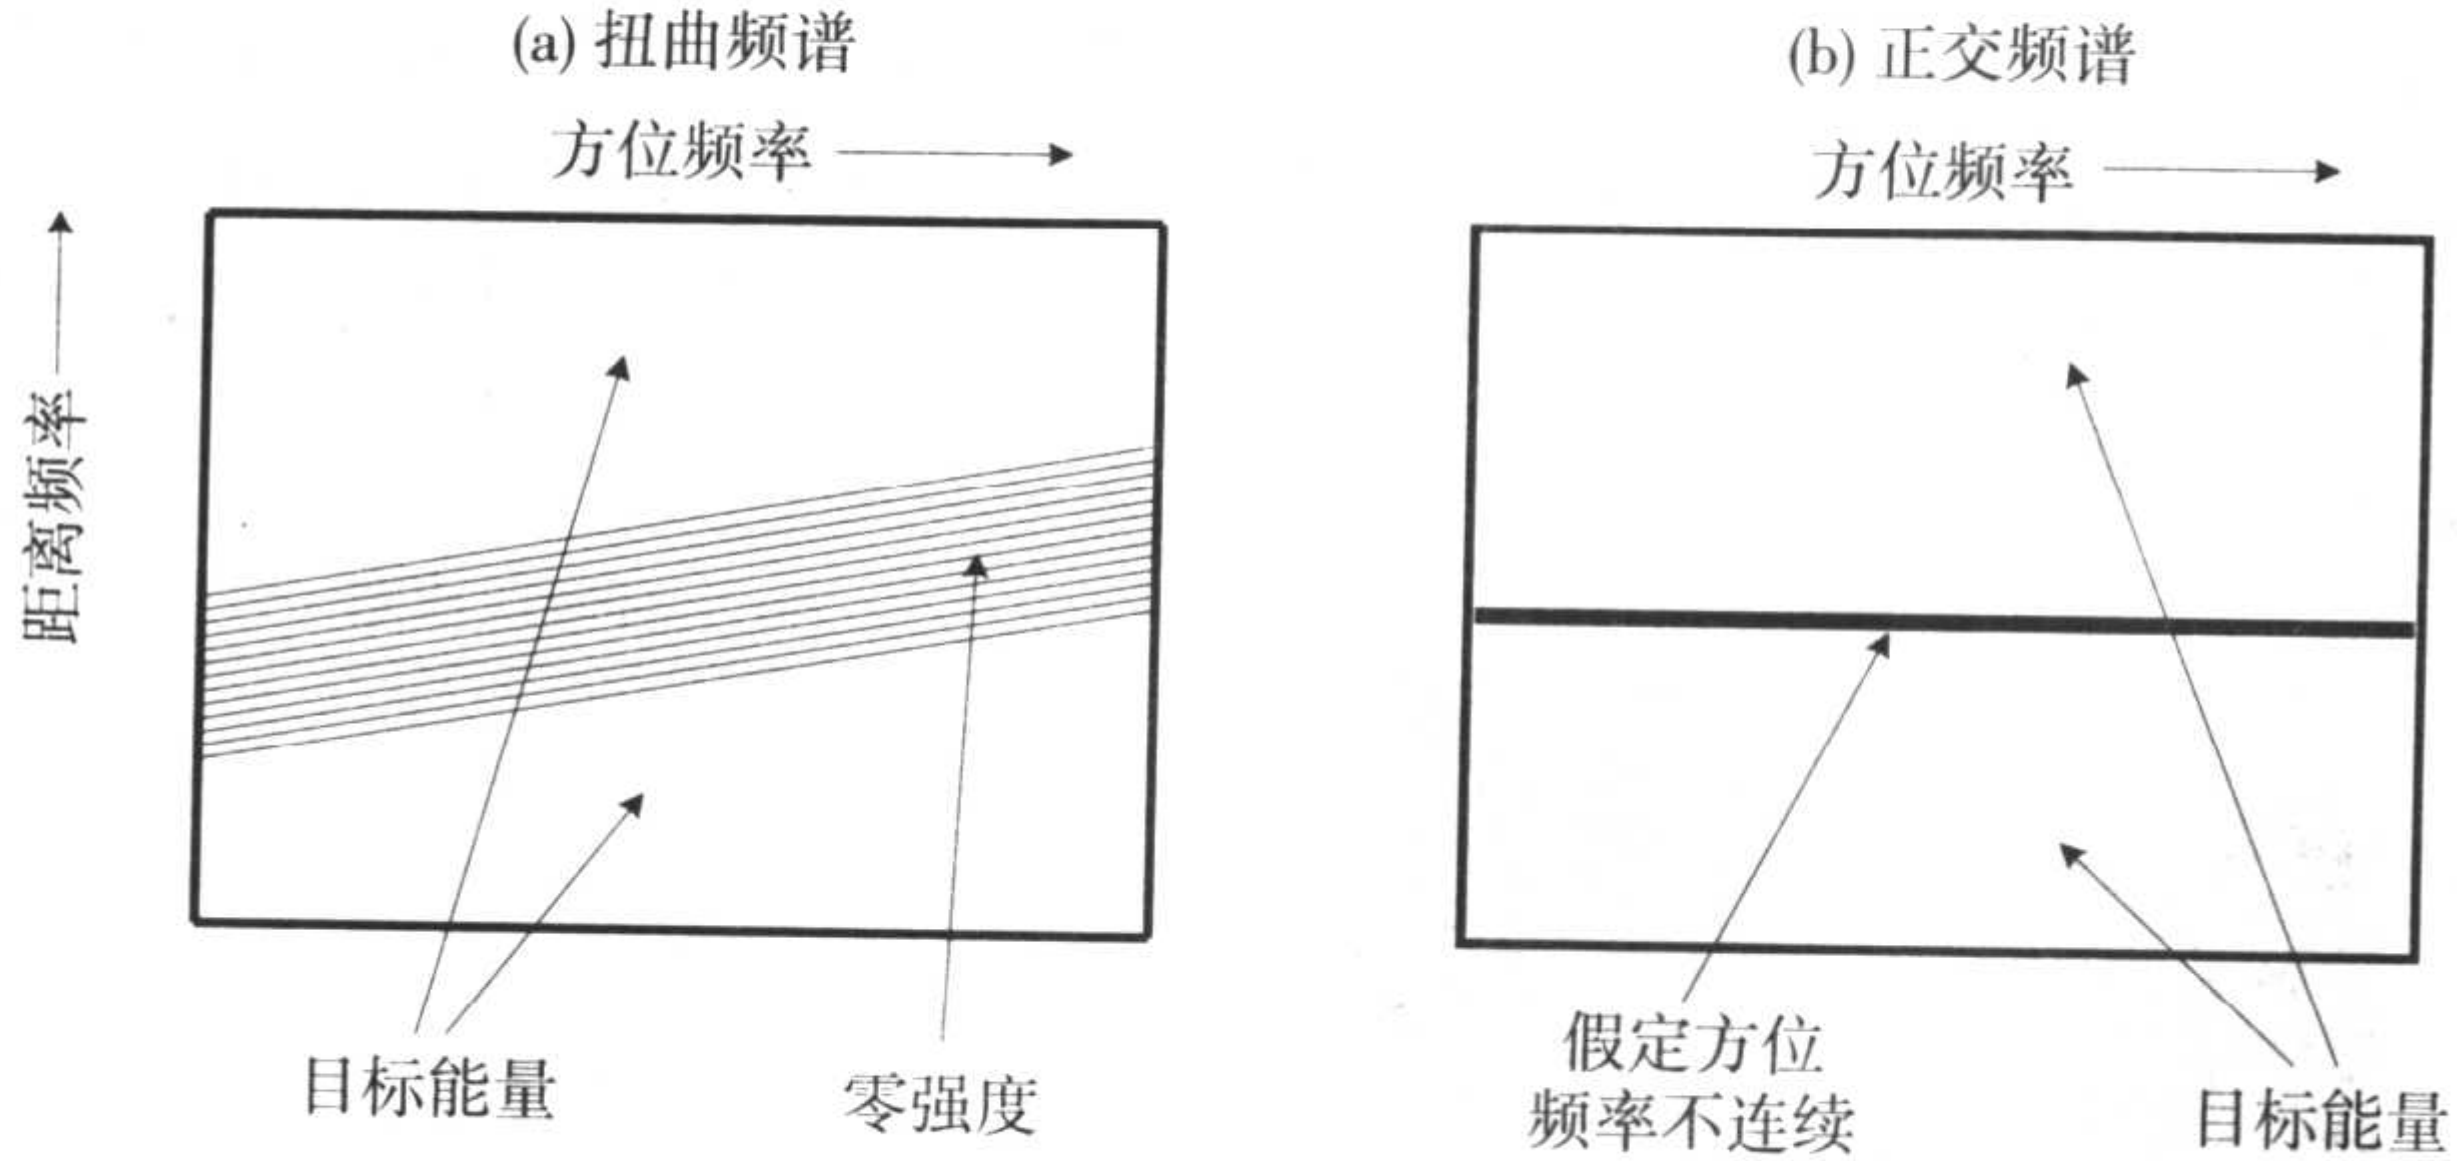 (a) 扭曲频谱
方位频率
距离频率
目标能量
零强度
(b) 正交频谱
方位频率
假定方位
频率不连续
目标能量